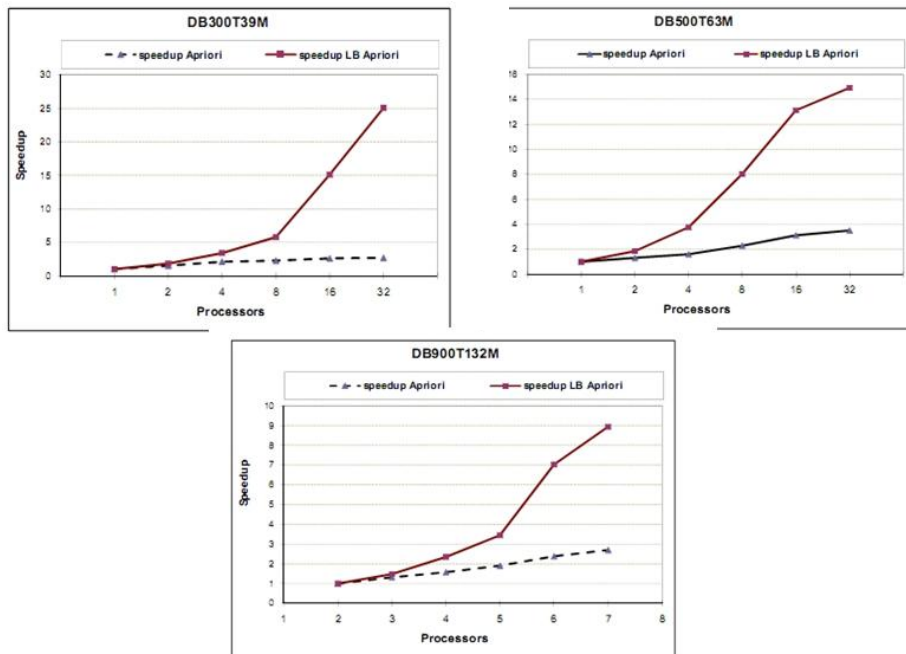 DB300T39M
speedup Apriori speedup LB Apriori
30
25
20
15
10
5
0
Speedup
1 2 4 8 16 32
Processors
DB500T63M
speedup Apriori speedup LB Apriori
16
14
12
10
8
6
4
2
0
1 2 4 8 16 32
Processors
DB900T132M
speedup Apriori speedup LB Apriori
10
9
8
7
6
5
4
3
2
1
0
Speedup
1 2 3 4 5 6 7 8
Processors